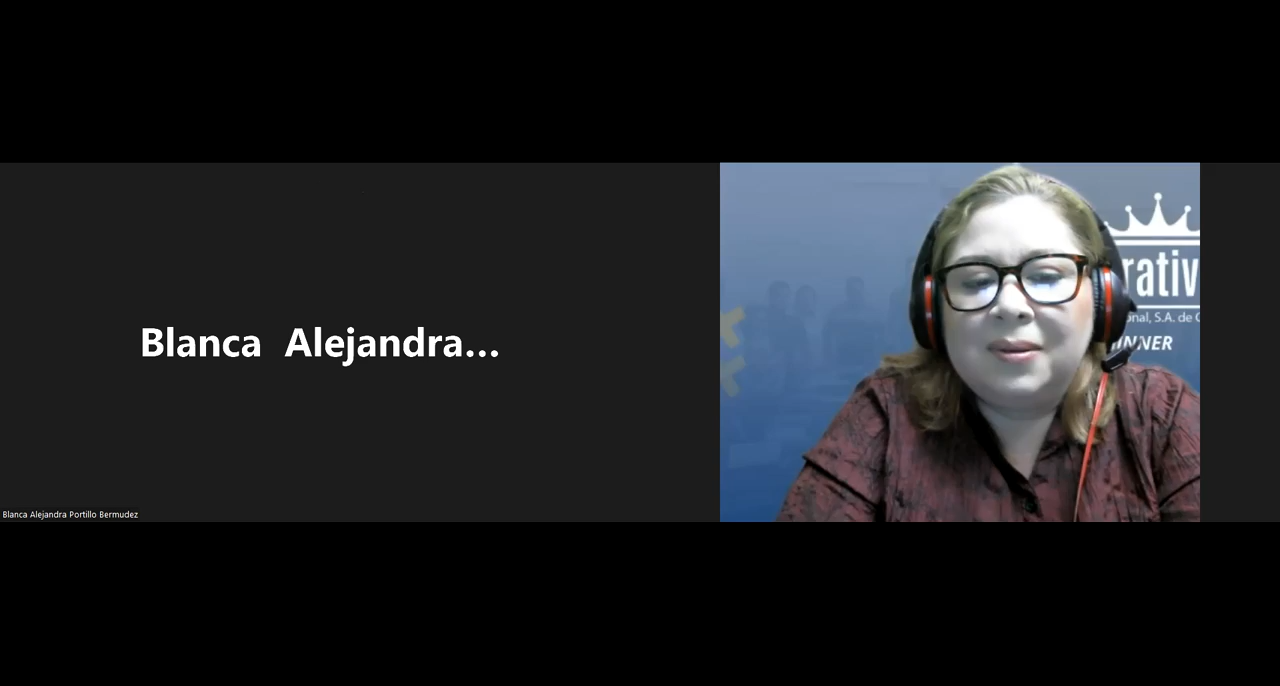 Blanca Alejandra...
Blanca Alejandra Portillo Bermudez
rativ
onal, S.A. de C
INNER